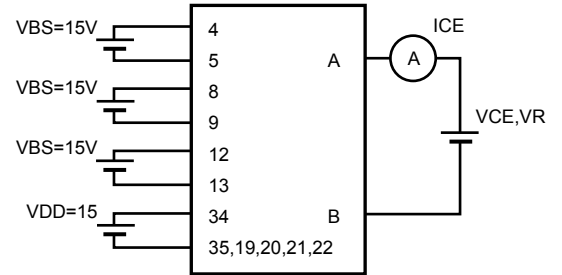 VBS=15V
4
5
ICE
A
A
VBS=15V
8
9
VCE,VR
VBS=15V
12
13
VDD=15
34
B
35,19,20,21,22